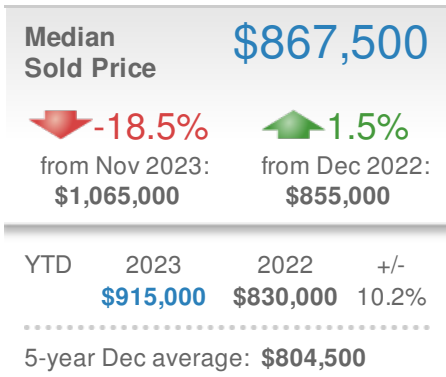 Median
Sold Price
$867,500
-18.5%
from Nov 2023:
$1,065,000
1.5%
from Dec 2022:
$855,000
YTD 2023 2022 +/-
$915,000 $830,000 10.2%
5-year Dec average: $804,500